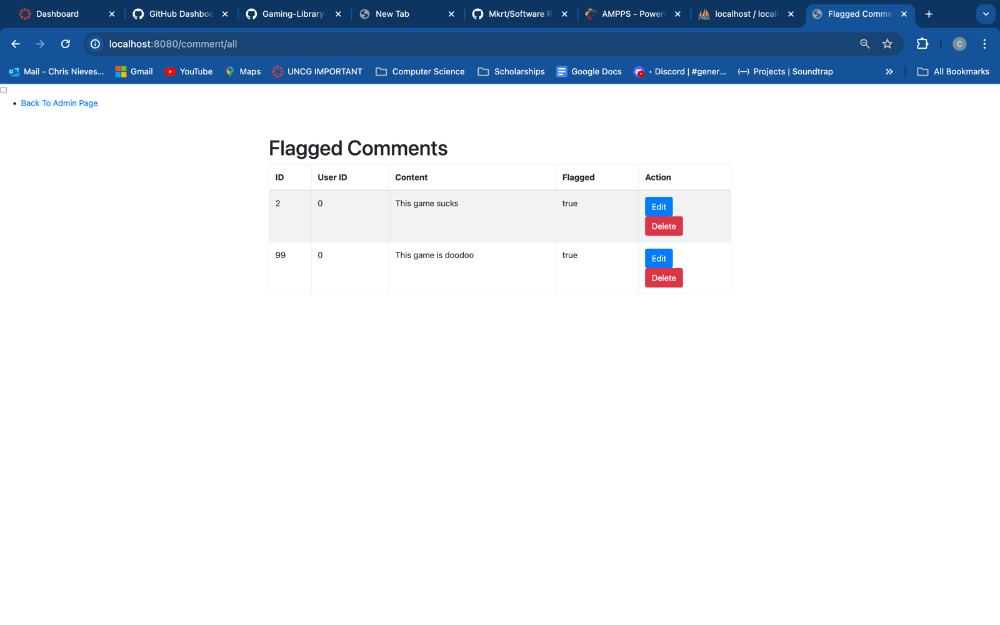 Dashboard GitHub Dashboa Gaming-Library- New Tab Mkrt/Software R AMPPS - Powere localhost / localh Flagged Comme
localhost:8080/comment/all C
Mail - Chris Nieves... Gmail YouTube Maps UNCG IMPORTANT Computer Science Scholarships Google Docs • Discord | #gener... Projects | Soundtrap » All Bookmarks
• Back To Admin Page
Flagged Comments
ID User ID Content Flagged Action
2 0 This game sucks true Edit
Delete
99 0 This game is doodoo true Edit
Delete